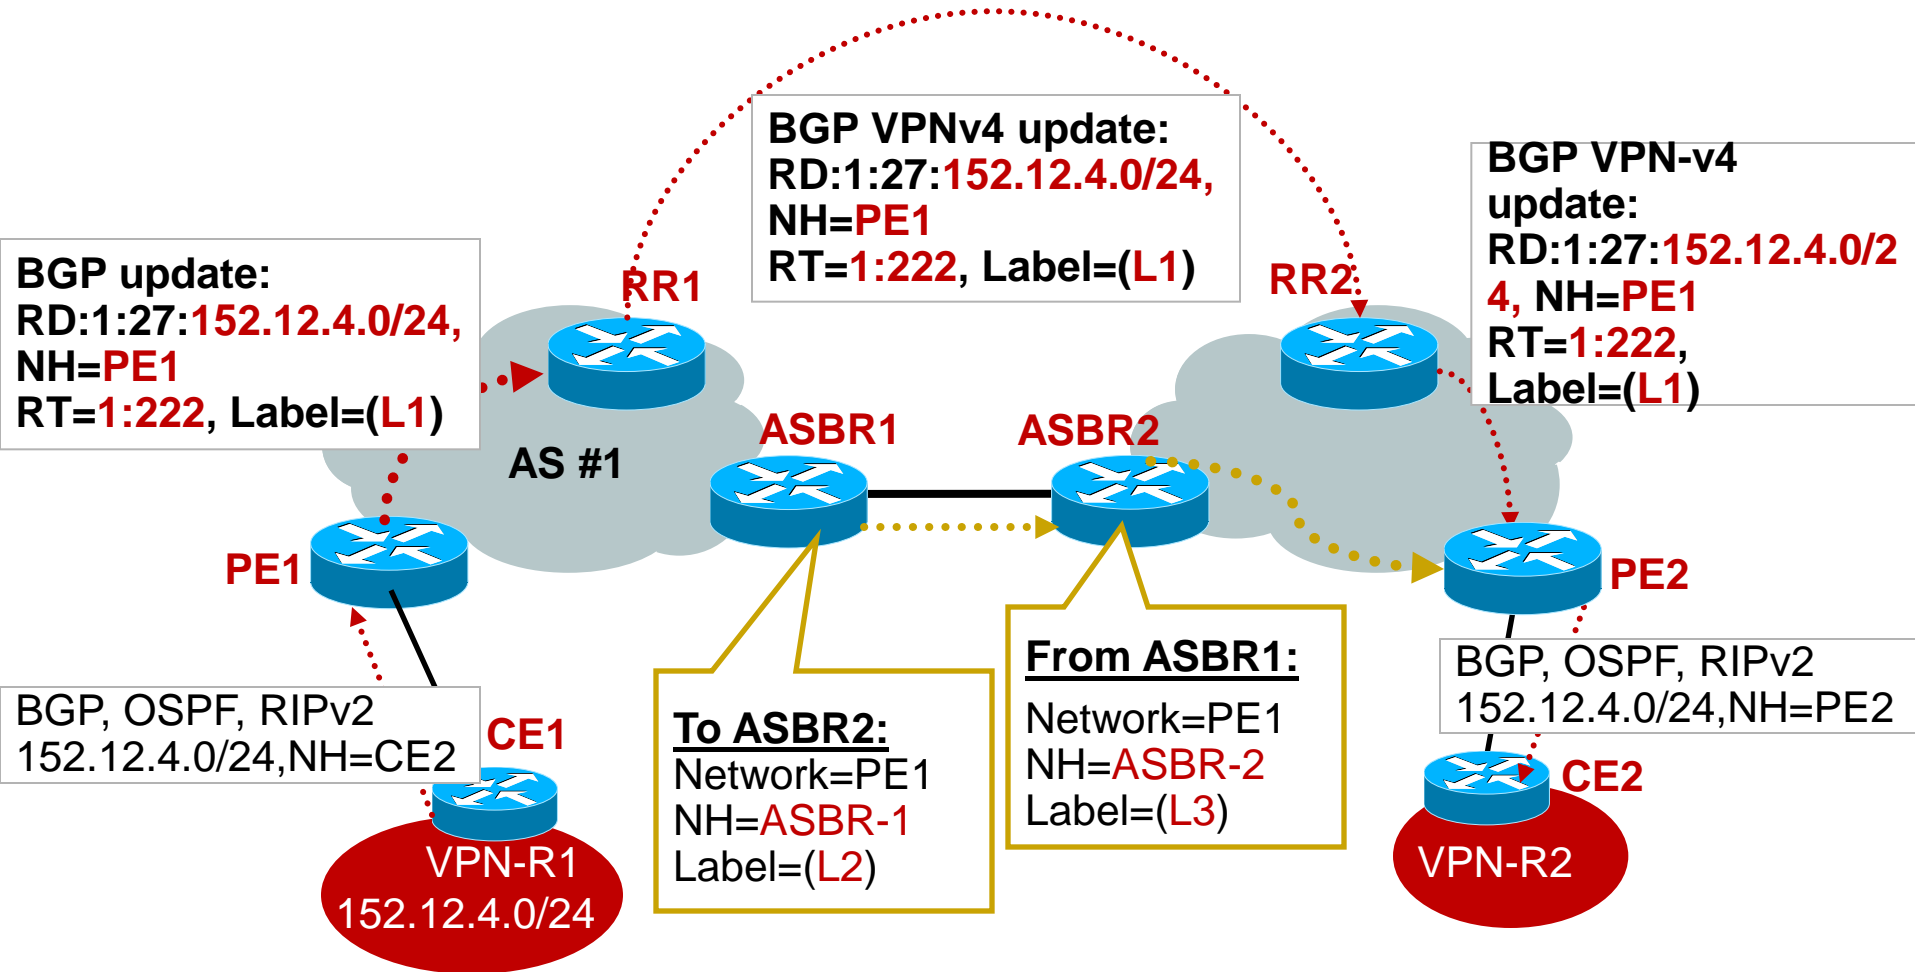 BGP VPNv4 update:
RD:1:27:152.12.4.0/24,
NH=PE1
RT=1:222, Label=(L1)
BGP VPN-v4
update:
RD:1:27:152.12.4.0/2
4, NH=PE1
RT=1:222,
Label=(L1)
BGP update:
RD:1:27:152.12.4.0/24,
NH=PE1
RT=1:222, Label=(L1)
RR1
RR2
AS #1
ASBR1
ASBR2
PE1
PE2
BGP, OSPF, RIPv2
152.12.4.0/24,NH=CE2
CE1
To ASBR2:
Network=PE1
NH=ASBR-1
Label=(L2)
From ASBR1:
Network=PE1
NH=ASBR-2
Label=(L3)
BGP, OSPF, RIPv2
152.12.4.0/24,NH=PE2
CE2
VPN-R1
152.12.4.0/24
VPN-R2